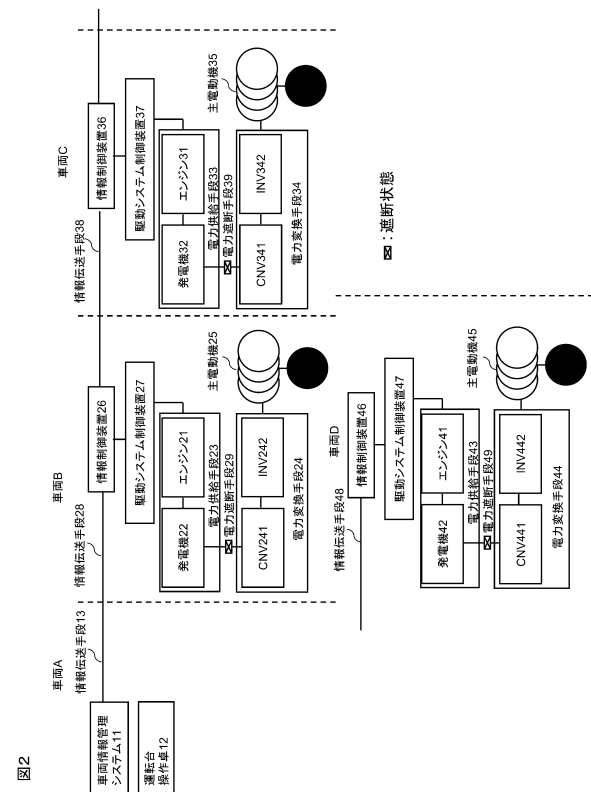 図2
車両A
車両情報管理
システム11
運転台
操作卓12
情報伝送手段13
車両B
情報伝送手段28
情報制御装置26
駆動システム制御装置27
エンジン21
発電機22
電力供給手段23
電力遮断手段29
CNV241
INV242
電力変換手段24
主電動機25
車両C
情報伝送手段38
情報制御装置36
駆動システム制御装置37
エンジン31
発電機32
電力供給手段33
電力遮断手段39
CNV341
INV342
電力変換手段34
主電動機35
車両D
情報伝送手段48
情報制御装置46
駆動システム制御装置47
エンジン41
発電機42
電力供給手段43
電力遮断手段49
CNV441
INV442
電力変換手段44
主電動機45
：遮断状態